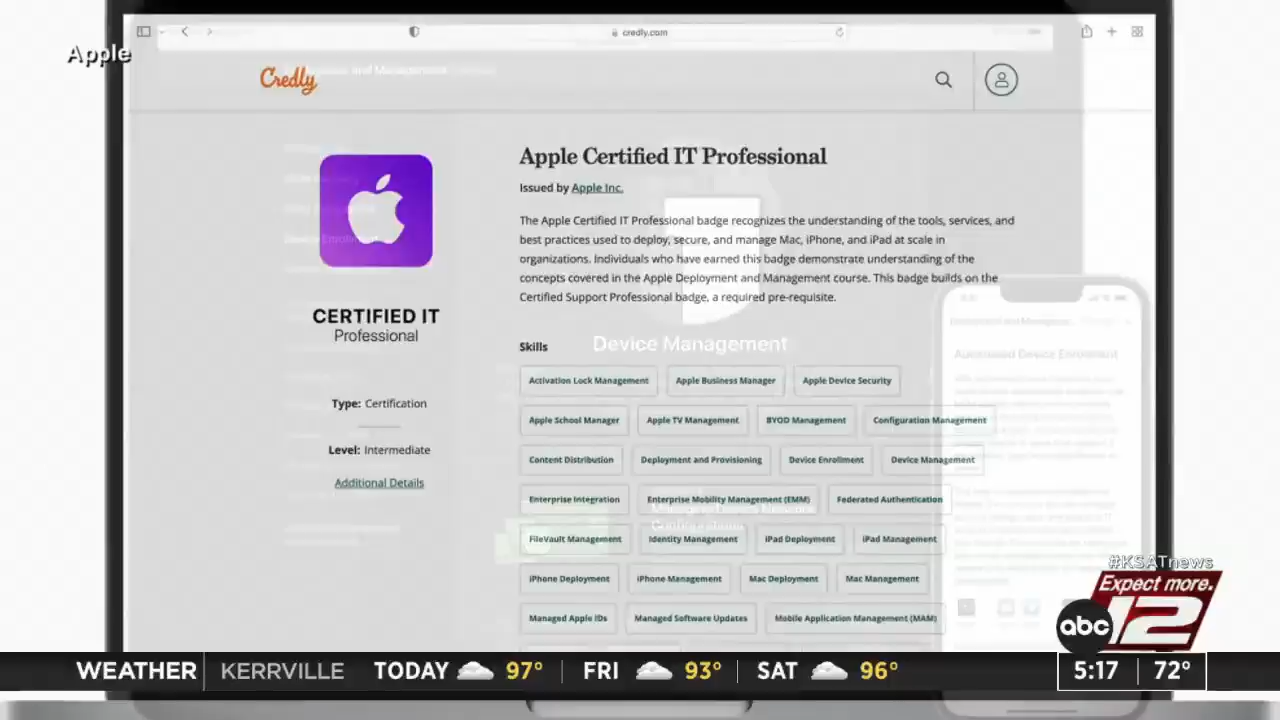 Apple
credly.com
Credly
Apple Certified IT Professional
Issued by Apple Inc.
The Apple Certified IT Professional badge recognizes the understanding of the tools, services, and
best practices used to deploy, secure, and manage Mac, iPhone, and iPad at scale in
organizations. Individuals who have earned this badge demonstrate understanding of the
concepts covered in the Apple Deployment and Management course. This badge builds on the
Certified Support Professional badge, a required pre-requisite.
CERTIFIED IT
Professional
Type: Certification
Level: Intermediate
Additional Details
Skills
Device Management
Activation Lock Management Apple Business Manager Apple Device Security
Apple School Manager Apple TV Management BYOD Management Configuration Management
Content Distribution Deployment and Provisioning Device Enrollment Device Management
Enterprise Integration Enterprise Mobility Management (EMM) Federated Authentication
FileVault Management Identity Management iPad Deployment iPad Management
iPhone Deployment iPhone Management Mac Deployment Mac Management
Managed Apple IDs Managed Software Updates Mobile Application Management (MAM)
Automated Device Enrollment
#KSATnews
Expect more.
abc 12
WEATHER KERRVILLE TODAY 97° FRI 93° SAT 96° 5:17 72°